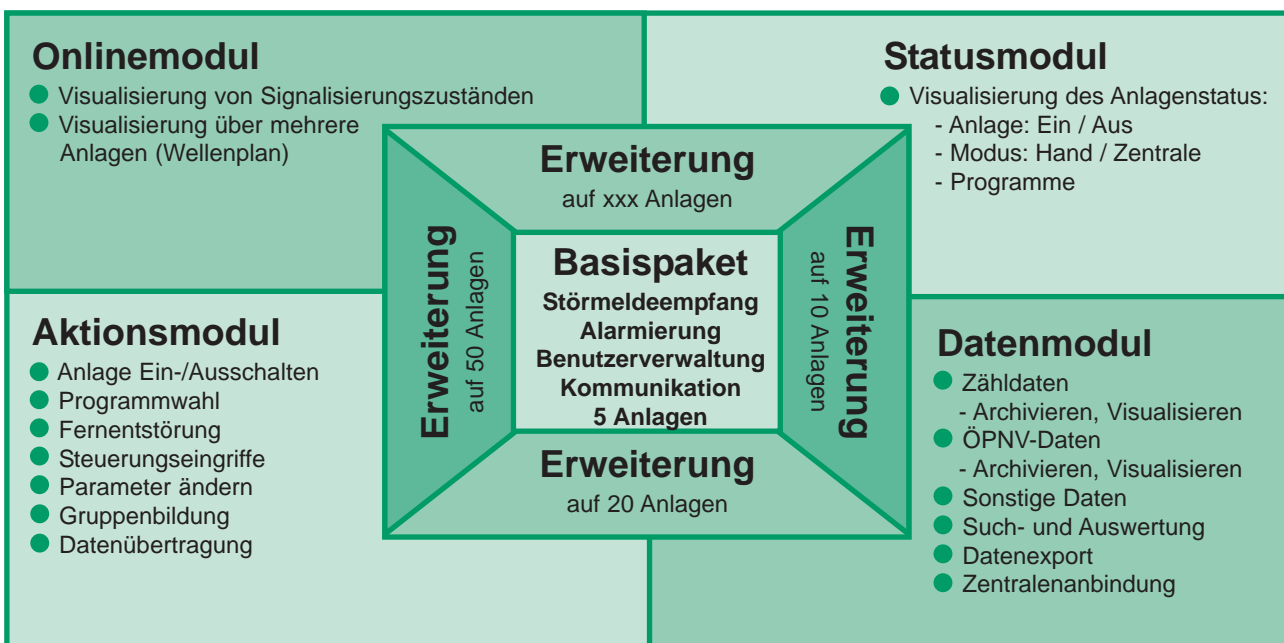 Onlinemodul
Visualisierung von Signalisierungszuständen
Visualisierung über mehrere
Anlagen (Wellenplan)
Statusmodul
Visualisierung des Anlagenstatus:
- Anlage: Ein / Aus
- Modus: Hand / Zentrale
- Programme
Erweiterung
auf xxx Anlagen
Erweiterung
auf 50 Anlagen
Basispaket
Störmeldeempfang
Alarmierung
Benutzerverwaltung
Kommunikation
5 Anlagen
Erweiterung
auf 10 Anlagen
Erweiterung
auf 20 Anlagen
Aktionsmodul
Anlage Ein-/Ausschalten
Programmwahl
Fernentstörung
Steuerungseingriffe
Parameter ändern
Gruppenbildung
Datenübertragung
Datenmodul
Zähldaten
- Archivieren, Visualisieren
ÖPNV-Daten
- Archivieren, Visualisieren
Sonstige Daten
Such- und Auswertung
Datenexport
Zentralenanbindung